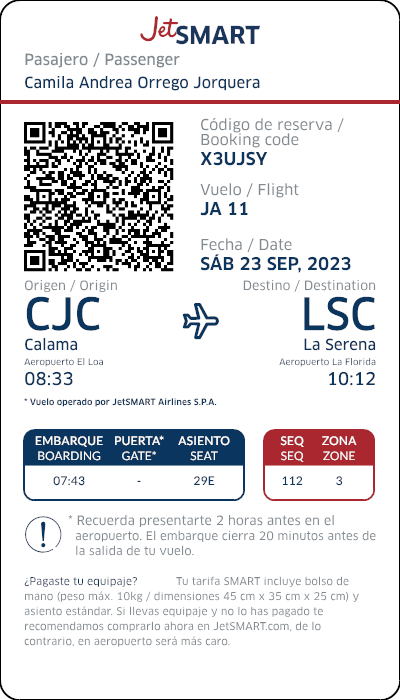 JetSMART
Pasajero / Passenger
Camila Andrea Orrego Jorquera
Código de reserva /
Booking code
X3UJSY
Vuelo / Flight
JA 11
Fecha / Date
SÁB 23 SEP, 2023
Origen / Origin Destino / Destination
CJC LSC
Calama La Serena
Aeropuerto El Loa Aeropuerto La Florida
08:33 10:12
* Vuelo operado por JetSMART Airlines S.P.A.
EMBARQUE PUERTA* ASIENTO SEQ ZONA
BOARDING GATE* SEAT SEQ ZONE
07:43 - 29E 112 3
* Recuerda presentarte 2 horas antes en el
aeropuerto. El embarque cierra 20 minutos antes de
la salida de tu vuelo.
¿Pagaste tu equipaje? Tu tarifa SMART incluye bolso de
mano (peso máx. 10kg / dimensiones 45 cm x 35 cm x 25 cm) y
asiento estándar. Si llevas equipaje y no lo has pagado te
recomendamos comprarlo ahora en JetSMART.com, de lo
contrario, en aeropuerto será más caro.